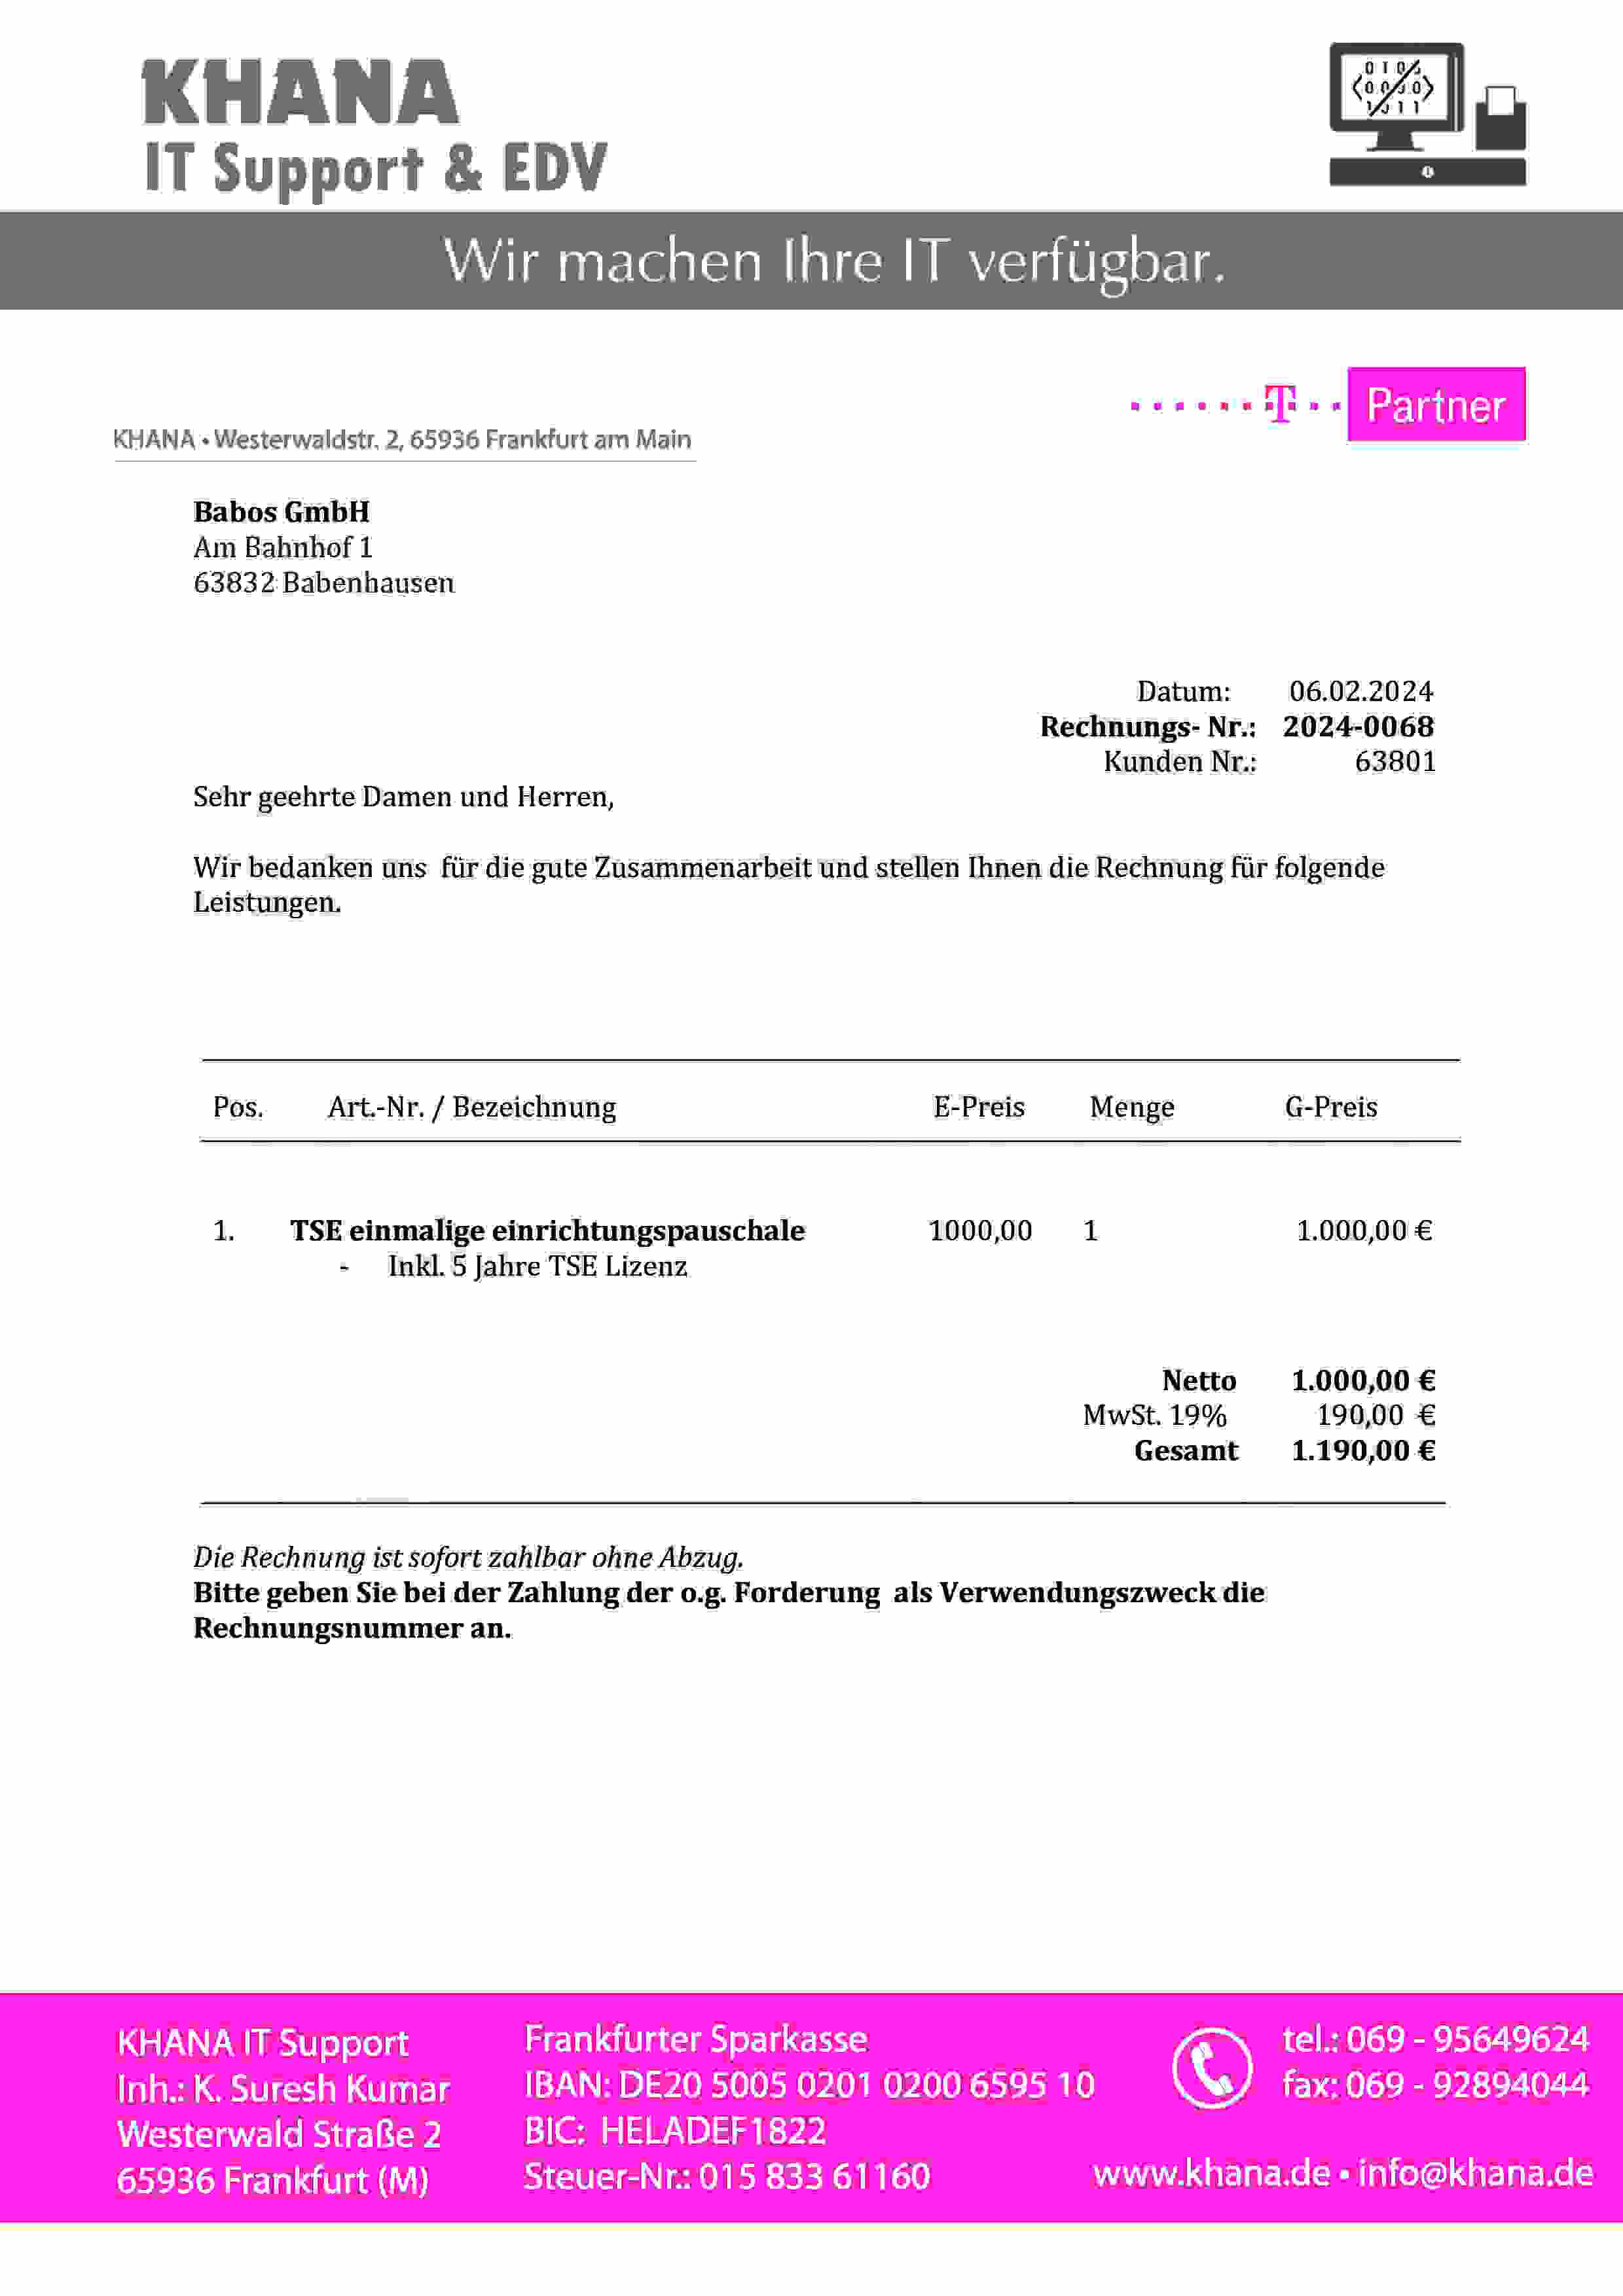 KHANA
IT Support & EDV
0 1 0
Wir machen Ihre IT verfügbar.
T Partner
KHANA • Westerwaldstr. 2, 65936 Frankfurt am Main
Babos GmbH
Am Bahnhof 1
63832 Babenhausen
Datum: 06.02.2024
Rechnungs- Nr.: 2024-0068
Kunden Nr.: 63801
Sehr geehrte Damen und Herren,
Wir bedanken uns für die gute Zusammenarbeit und stellen Ihnen die Rechnung für folgende
Leistungen.
Pos. Art.-Nr. / Bezeichnung E-Preis Menge G-Preis
1. TSE einmalige einrichtungspauschale 1000,00 1 1.000,00 €
- Inkl. 5 Jahre TSE Lizenz
Netto 1.000,00 €
MwSt. 19% 190,00 €
Gesamt 1.190,00 €
Die Rechnung ist sofort zahlbar ohne Abzug.
Bitte geben Sie bei der Zahlung der o.g. Forderung als Verwendungszweck die
Rechnungsnummer an.
KHANA IT Support
Inh.: K. Suresh Kumar
Westerwald Straße 2
65936 Frankfurt (M)
Frankfurter Sparkasse
IBAN: DE20 5005 0201 0200 6595 10
BIC: HELADEF1822
Steuer-Nr.: 015 833 61160
tel.: 069 - 95649624
fax: 069 - 92894044
www.khana.de • info@khana.de